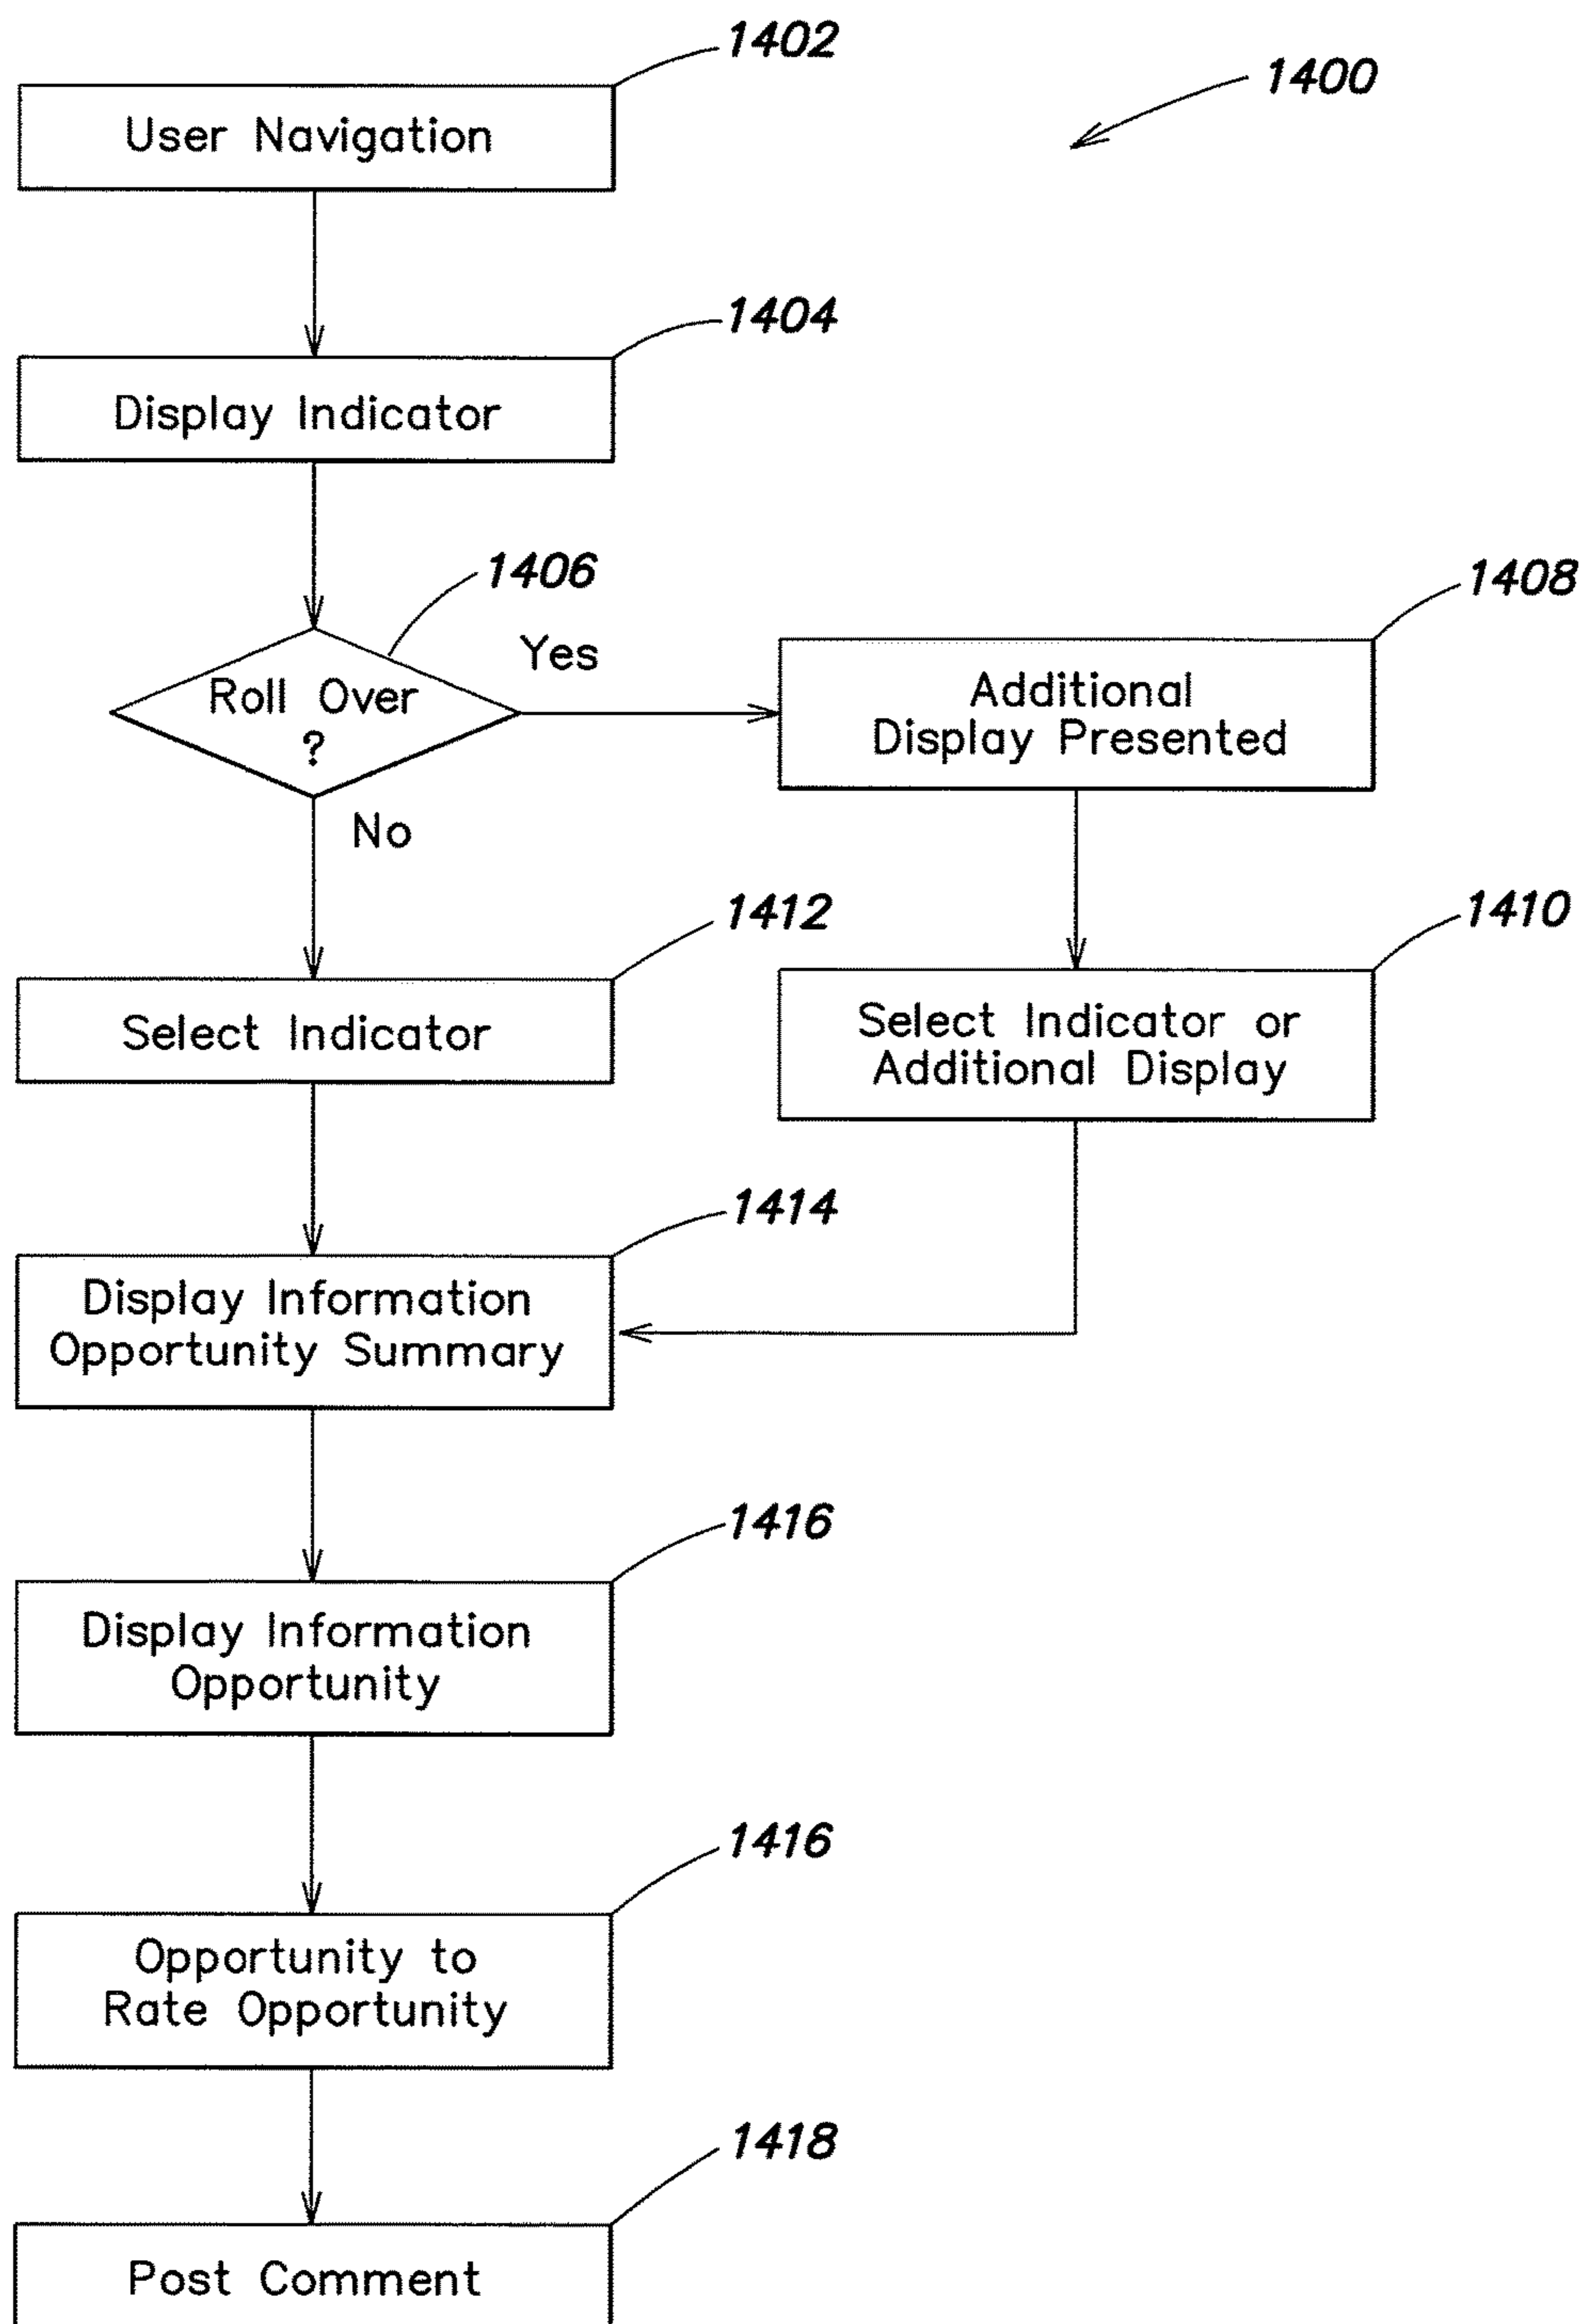 1402
1400
User Navigation
1404
Display Indicator
1406
Yes
1408
Roll Over
?
Additional
Display Presented
No
1412
1410
Select Indicator
Select Indicator or
Additional Display
1414
Display Information
Opportunity Summary
1416
Display Information
Opportunity
1416
Opportunity to
Rate Opportunity
1418
Post Comment